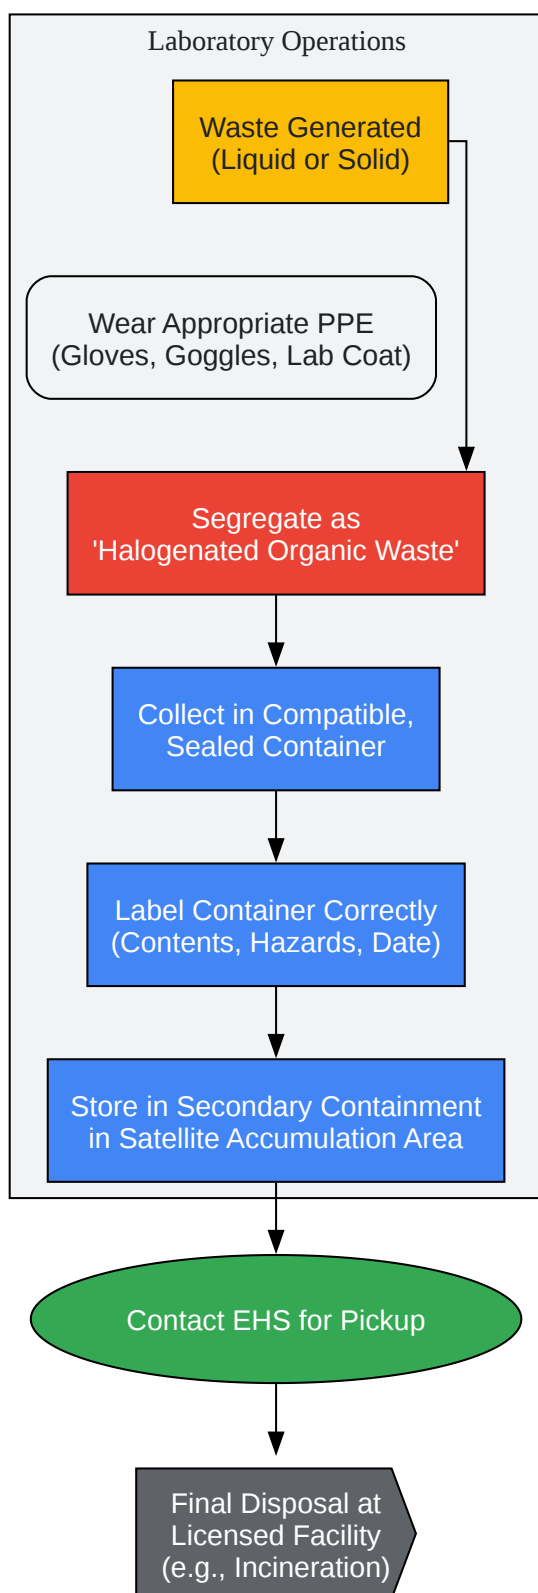 Laboratory Operations
Waste Generated
(Liquid or Solid)
Wear Appropriate PPE
(Gloves, Goggles, Lab Coat)
Segregate as
'Halogenated Organic Waste'
Collect in Compatible,
Sealed Container
Label Container Correctly
(Contents, Hazards, Date)
Store in Secondary Containment
in Satellite Accumulation Area
Contact EHS for Pickup
Final Disposal at
Licensed Facility
(e.g., Incineration)